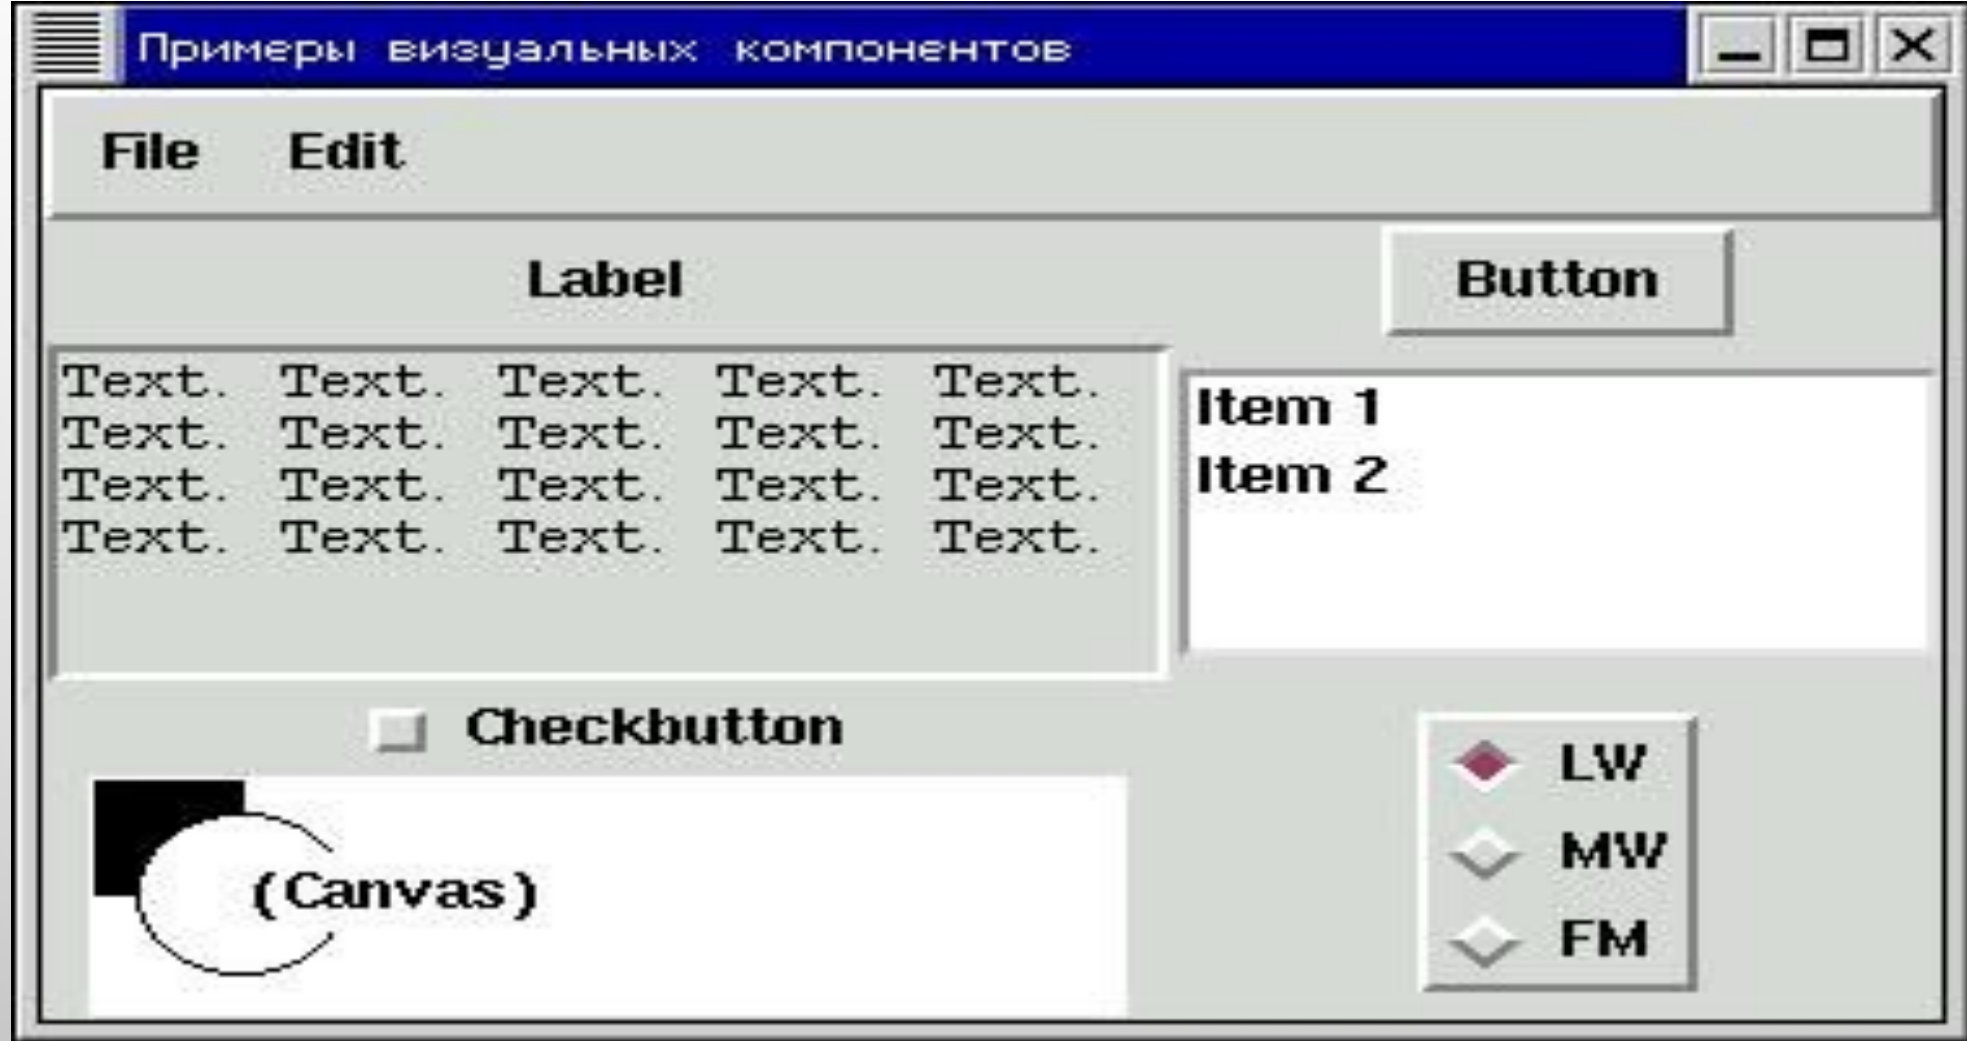 Примеры визуальных компонентов
File Edit
Label
Button
Text. Text. Text. Text. Text.
Text. Text. Text. Text. Text.
Text. Text. Text. Text. Text.
Text. Text. Text. Text. Text.
Item 1
Item 2
Checkbutton
(Canvas)
LW
MW
FM